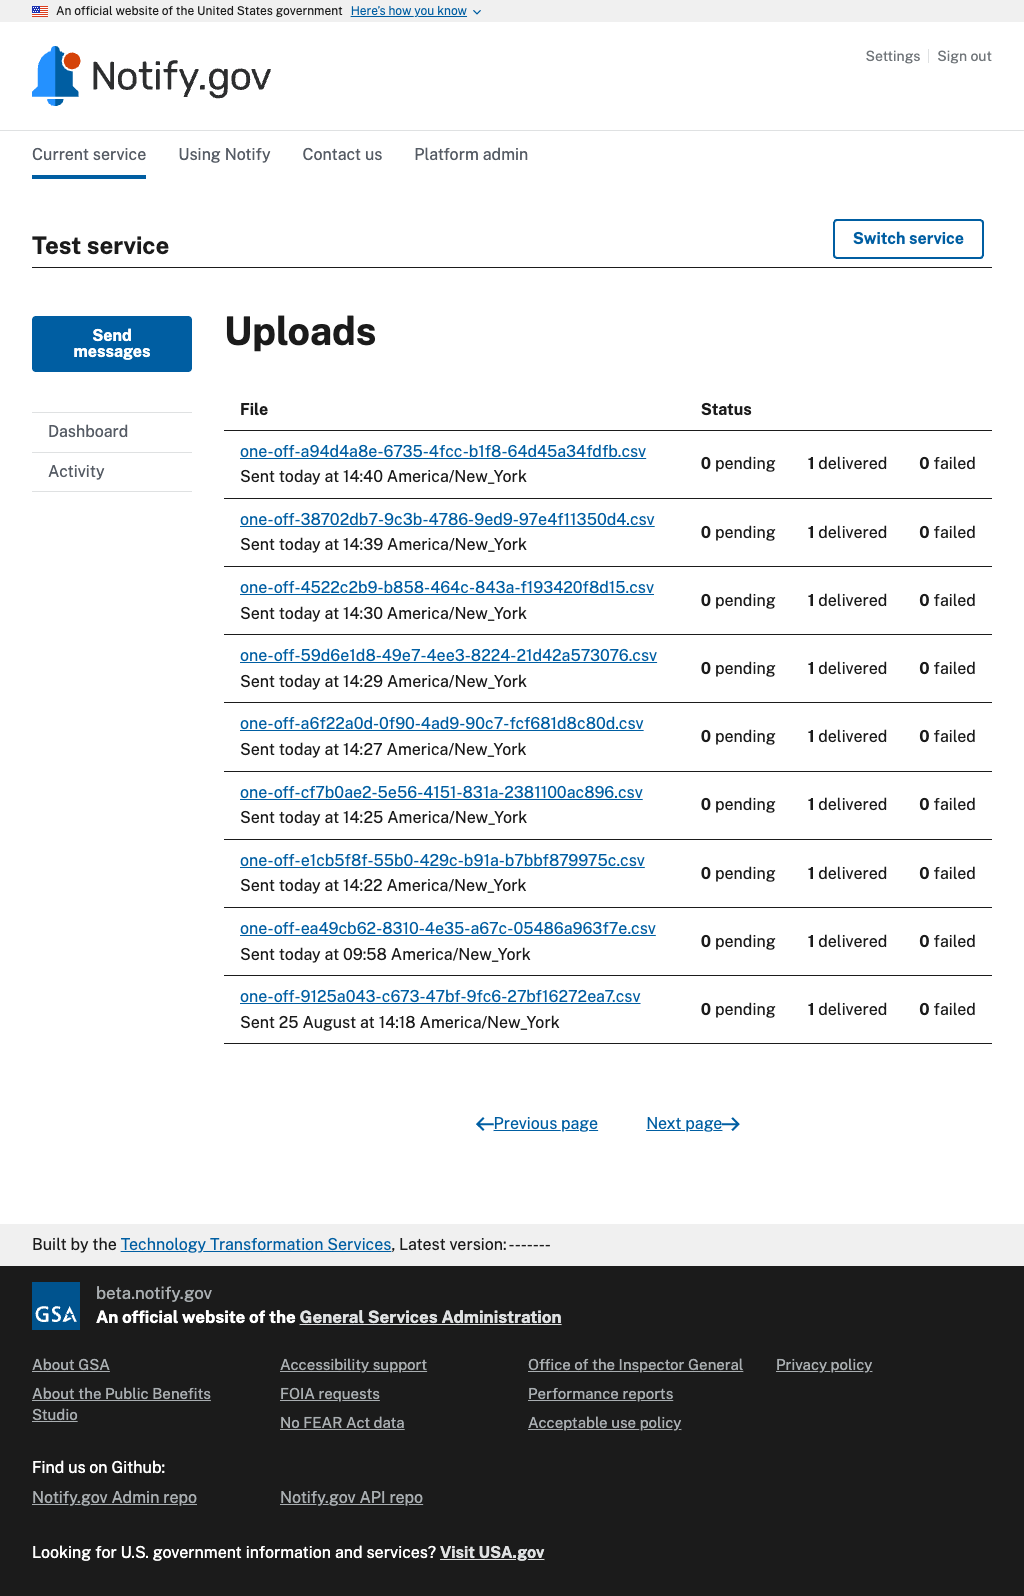 An official website of the United States government Here's how you know
Notify.gov
Settings
Sign out
Current service
Using Notify
Contact us
Platform admin
Test service
Switch service
Send
messages
Dashboard
Activity
Uploads
File Status
one-off-a94d4a8e-6735-4fcc-b1f8-64d45a34fdfb.csv
Sent today at 14:40 America/New_York
0 pending 1 delivered 0 failed
one-off-38702db7-9c3b-4786-9ed9-97e4f11350d4.csv
Sent today at 14:39 America/New_York
0 pending 1 delivered 0 failed
one-off-4522c2b9-b858-464c-843a-f193420f8d15.csv
Sent today at 14:30 America/New_York
0 pending 1 delivered 0 failed
one-off-59d6e1d8-49e7-4ee3-8224-21d42a573076.csv
Sent today at 14:29 America/New_York
0 pending 1 delivered 0 failed
one-off-a6f22a0d-0f90-4ad9-90c7-fcf681d8c80d.csv
Sent today at 14:27 America/New_York
0 pending 1 delivered 0 failed
one-off-cf7b0ae2-5e56-4151-831a-2381100ac896.csv
Sent today at 14:25 America/New_York
0 pending 1 delivered 0 failed
one-off-e1cb5f8f-55b0-429c-b91a-b7bbf879975c.csv
Sent today at 14:22 America/New_York
0 pending 1 delivered 0 failed
one-off-ea49cb62-8310-4e35-a67c-05486a963f7e.csv
Sent today at 09:58 America/New_York
0 pending 1 delivered 0 failed
one-off-9125a043-c673-47bf-9fc6-27bf16272ea7.csv
Sent 25 August at 14:18 America/New_York
0 pending 1 delivered 0 failed
Previous page
Next page
Built by the Technology Transformation Services, Latest version: -------
GSA
beta.notify.gov
An official website of the General Services Administration
About GSA
About the Public Benefits
Studio
Accessibility support
FOIA requests
No FEAR Act data
Office of the Inspector General
Performance reports
Acceptable use policy
Privacy policy
Find us on Github:
Notify.gov Admin repo
Notify.gov API repo
Looking for U.S. government information and services? Visit USA.gov